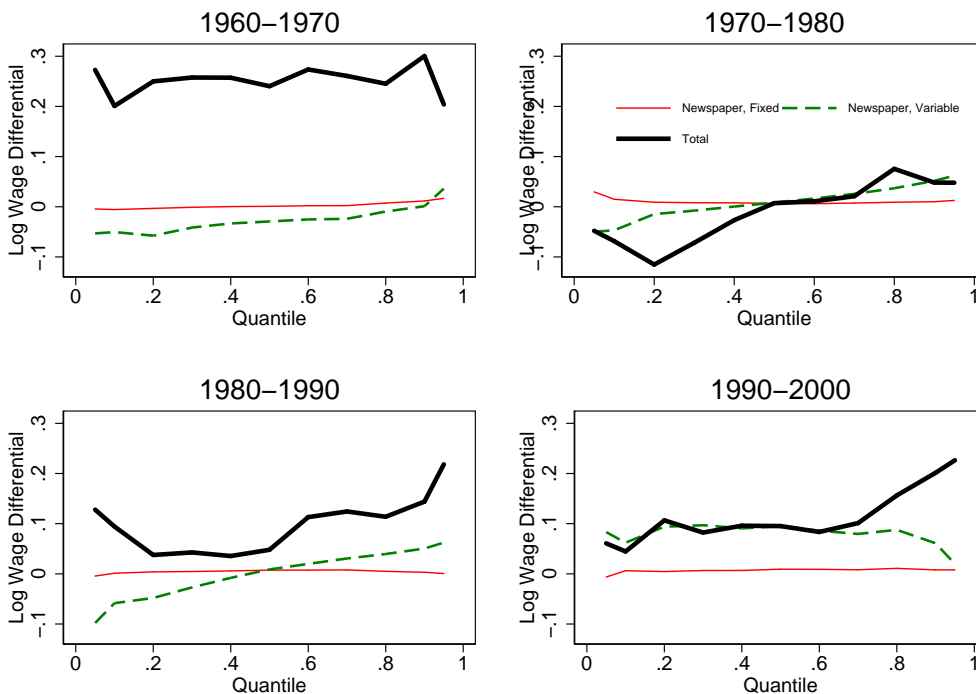 1960−1970
Log Wage Differential
−.1 0 .1 .2 .3
0 .2 .4 .6 .8 1
Quantile
1970−1980
Log Wage Differential
−.1 0 .1 .2 .3
Newspaper, Fixed Newspaper, Variable
Total
0 .2 .4 .6 .8 1
Quantile
1980−1990
Log Wage Differential
−.1 0 .1 .2 .3
0 .2 .4 .6 .8 1
Quantile
1990−2000
Log Wage Differential
−.1 0 .1 .2 .3
0 .2 .4 .6 .8 1
Quantile